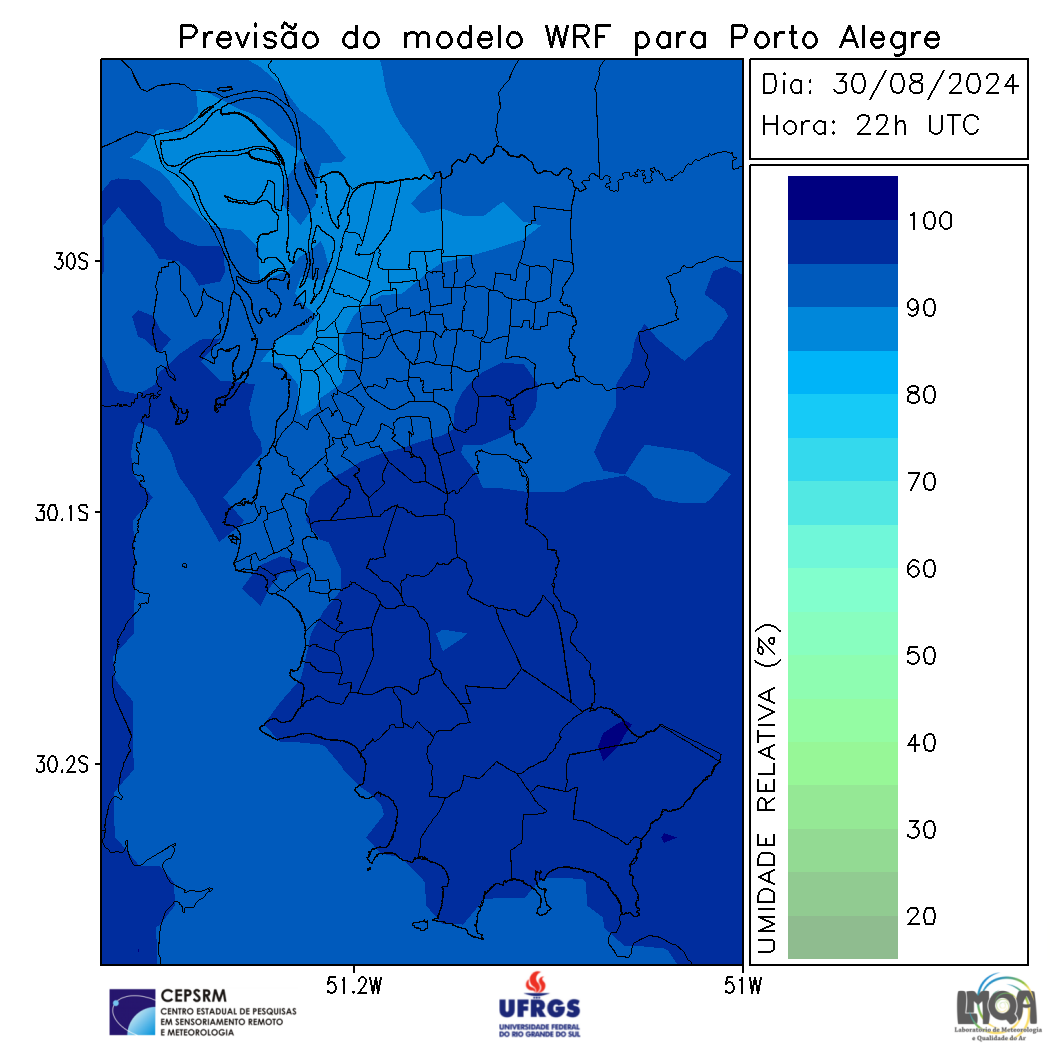 Previsão do modelo WRF para Porto Alegre
Dia: 30/08/2024
Hora: 22h UTC
30S
30.1S
30.2S
51.2W
51W
UMIDADE RELATIVA (%)
100
90
80
70
60
50
40
30
20
CEPSRM
CENTRO ESTADUAL DE PESQUISAS
EM SENSORIAMENTO REMOTO
E METEOROLOGIA
UFRGS
UNIVERSIDADE FEDERAL
DO RIO GRANDE DO SUL
LMQA
Laboratório de Meteorologia
e Qualidade do Ar